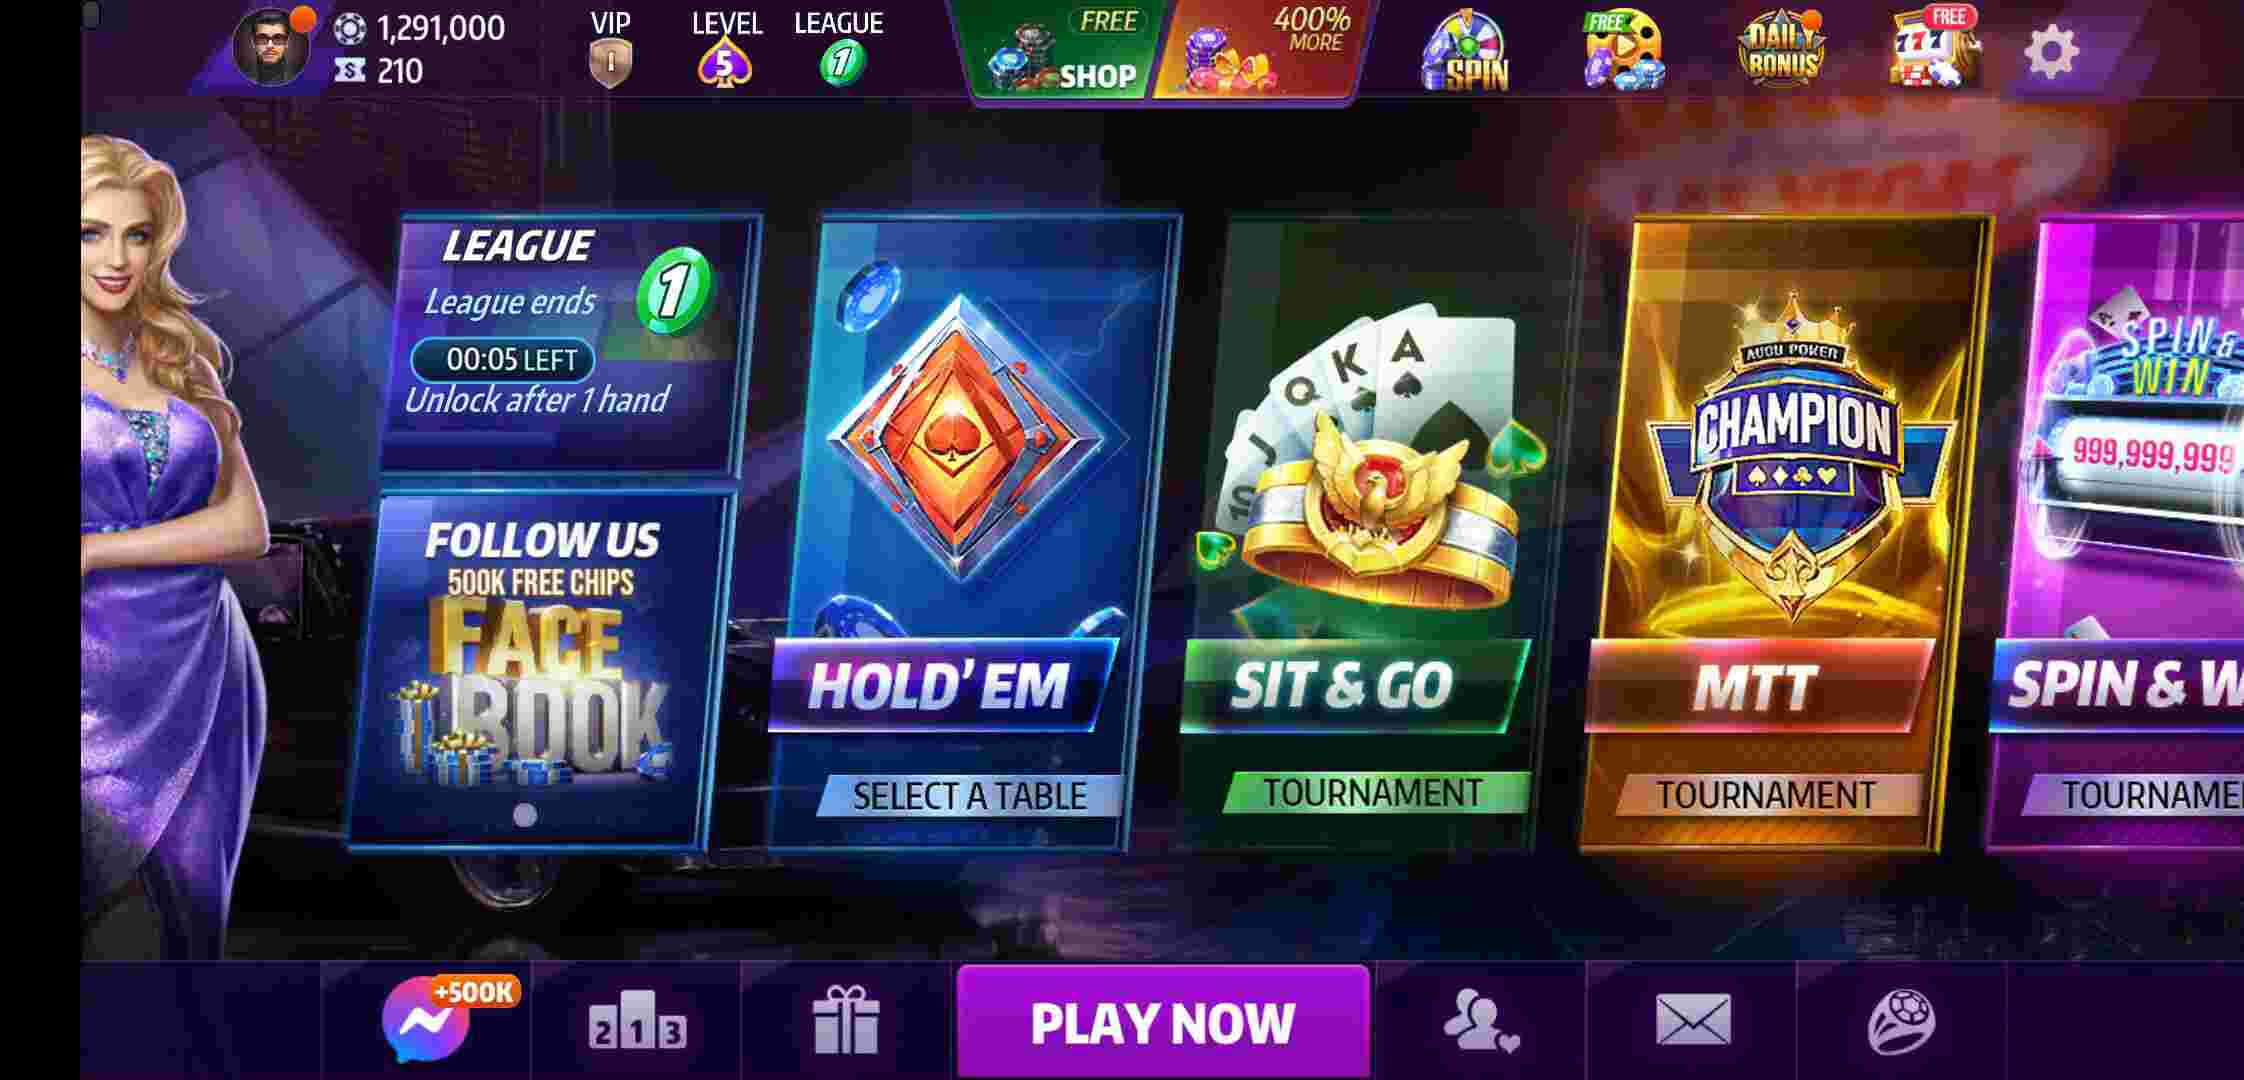 1,291,000
210
VIP
1
LEVEL
5
LEAGUE
1
FREE
SHOP
400%
MORE
SPIN
FREE
DAILY
BONUS
FREE
777
LEAGUE
1
League ends
00:05 LEFT
Unlock after 1 hand
FOLLOW US
500K FREE CHIPS
FACE
BOOK
HOLD' EM
SELECT A TABLE
10 J Q K A
SIT & GO
TOURNAMENT
CHAMPION
MTT
TOURNAMENT
SPIN &
WIN
999,999,999
SPIN & W
TOURNAME
+500K
2 1 3
PLAY NOW